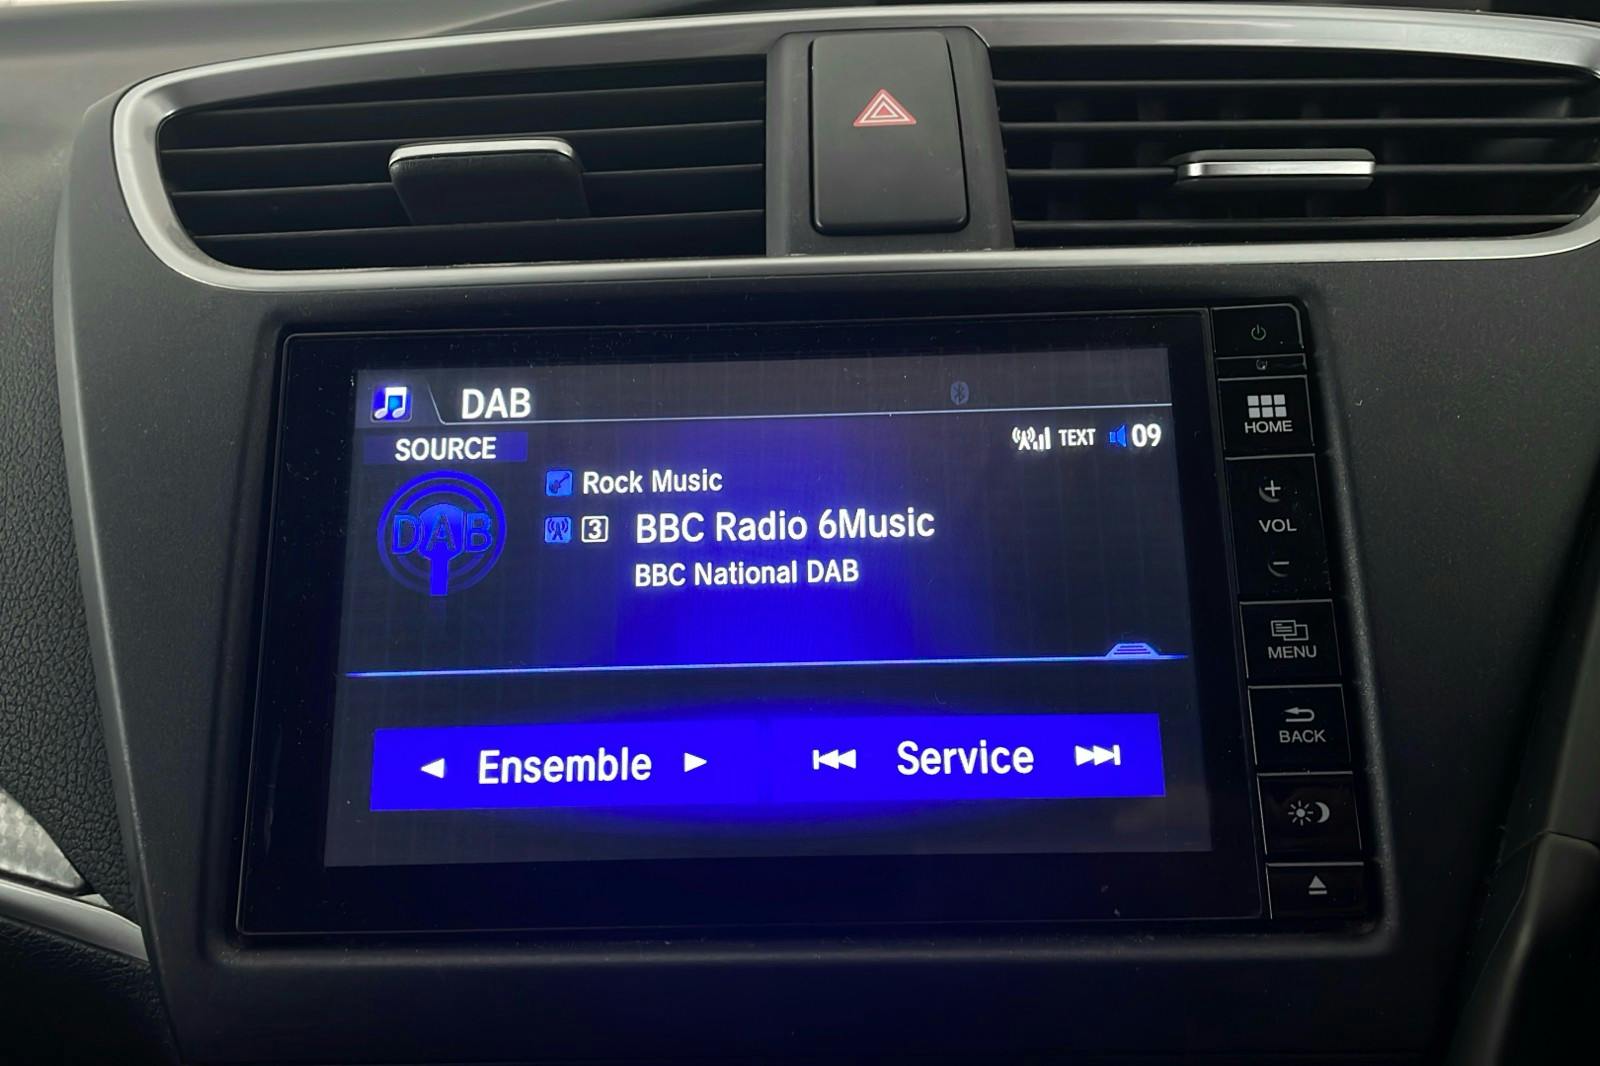 DAB
SOURCE
TEXT 09
DAB
Rock Music
3 BBC Radio 6Music
BBC National DAB
Ensemble Service
HOME
+
VOL
-
MENU
BACK